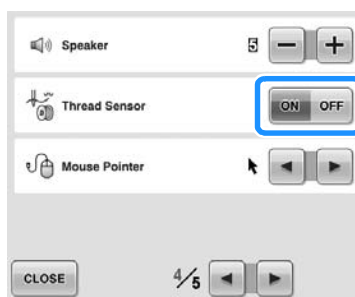 Speaker 5 − +
Thread Sensor ON OFF
Mouse Pointer
CLOSE 4/5